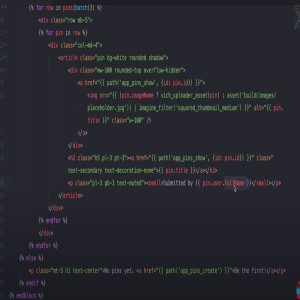 {% for row in pins|batch(3) %}
<div class="row mb-5">
{% for pin in row %}
<div class="col-md-4">
<article class="pin bg-white rounded shadow">
<div class="mw-100 rounded-top overflow-hidden">
<a href="{{ path('app_pins_show', {id: pin.id}) }}">
<img src="{{ (pin.imageName ? vich_uploader_asset(pin) : asset('build/images/
placeholder.jpg')) | imagine_filter('squared_thumbnail_medium') }}" alt="{{ pin.
title }}" class="w-100" />
</a>
</div>
<h2 class="h5 pl-3 pt-3"><a href="{{ path('app_pins_show', {id: pin.id}) }}" class="
text-secondary text-decoration-none">{{ pin.title }}</a></h2>
<p class="pl-3 pb-3 text-muted"><small>Submitted by {{ pin.user.fullName }}</small></p>
</article>
</div>
{% endfor %}
</div>
{% endfor %}
{% else %}
<p class="mt-5 h1 text-center">No pins yet. <a href="{{ path('app_pins_create') }}">Be the first!</a></p>
{% endif %}
{% endblock %}